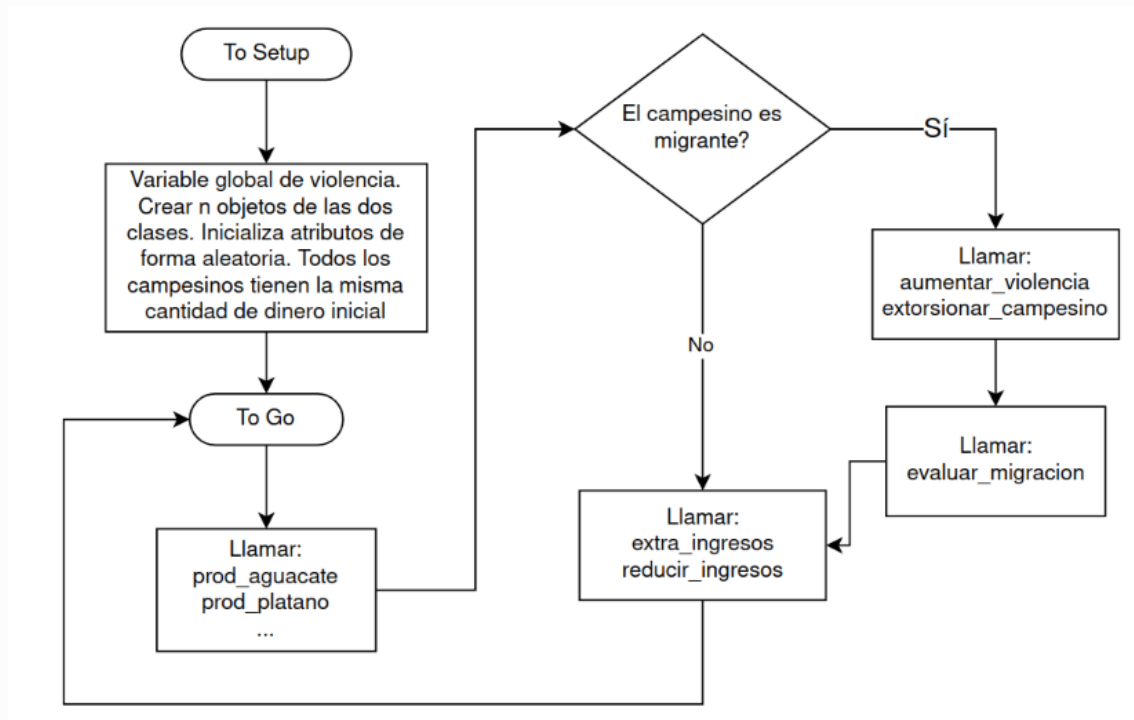 To Setup
Variable global de violencia.
Crear n objetos de las dos
clases. Inicializa atributos de
forma aleatoria. Todos los
campesinos tienen la misma
cantidad de dinero inicial
To Go
Llamar:
prod_aguacate
prod_platano
...
El campesino es
migrante?
Sí
Llamar:
aumentar_violencia
extorsionar_campesino
Llamar:
evaluar_migracion
No
Llamar:
extra_ingresos
reducir_ingresos